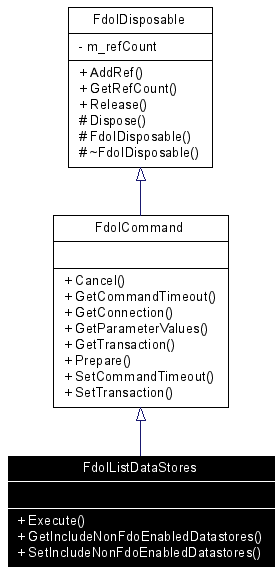 FdoIDisposable
- m_refCount
+ AddRef()
+ GetRefCount()
+ Release()
# Dispose()
# FdoIDisposable()
# ~FdoIDisposable()
FdoICommand
+ Cancel()
+ GetCommandTimeout()
+ GetConnection()
+ GetParameterValues()
+ GetTransaction()
+ Prepare()
+ SetCommandTimeout()
+ SetTransaction()
FdoIListDataStores
+ Execute()
+ GetIncludeNonFdoEnabledDatastores()
+ SetIncludeNonFdoEnabledDatastores()